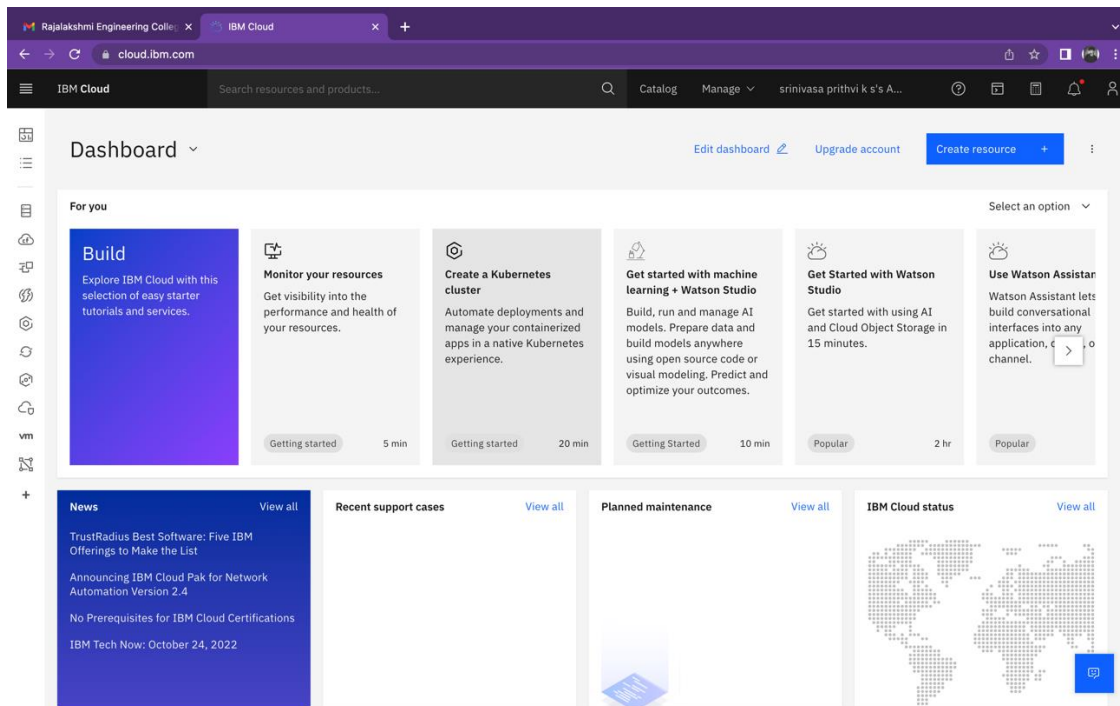 Rajalakshmi Engineering Colle
IBM Cloud
cloud.ibm.com
IBM Cloud
Search resources and products...
Catalog
Manage
srinivasa prithvi k s's A...
Dashboard
Edit dashboard
Upgrade account
Create resource +
For you
Select an option
Build
Explore IBM Cloud with this
selection of easy starter
tutorials and services.
Monitor your resources
Get visibility into the
performance and health of
your resources.
Getting started
5 min
Create a Kubernetes
cluster
Automate deployments and
manage your containerized
apps in a native Kubernetes
experience.
Getting started
20 min
Get started with machine
learning + Watson Studio
Build, run and manage AI
models. Prepare data and
build models anywhere
using open source code or
visual modeling. Predict and
optimize your outcomes.
Getting Started
10 min
Get Started with Watson
Studio
Get started with using AI
and Cloud Object Storage in
15 minutes.
Popular
2 hr
Use Watson Assistan
Watson Assistant lets
build conversational
interfaces into any
application,
channel.
Popular
vm
News
View all
TrustRadius Best Software: Five IBM
Offerings to Make the List
Announcing IBM Cloud Pak for Network
Automation Version 2.4
No Prerequisites for IBM Cloud Certifications
IBM Tech Now: October 24, 2022
Recent support cases
View all
Planned maintenance
View all
IBM Cloud status
View all